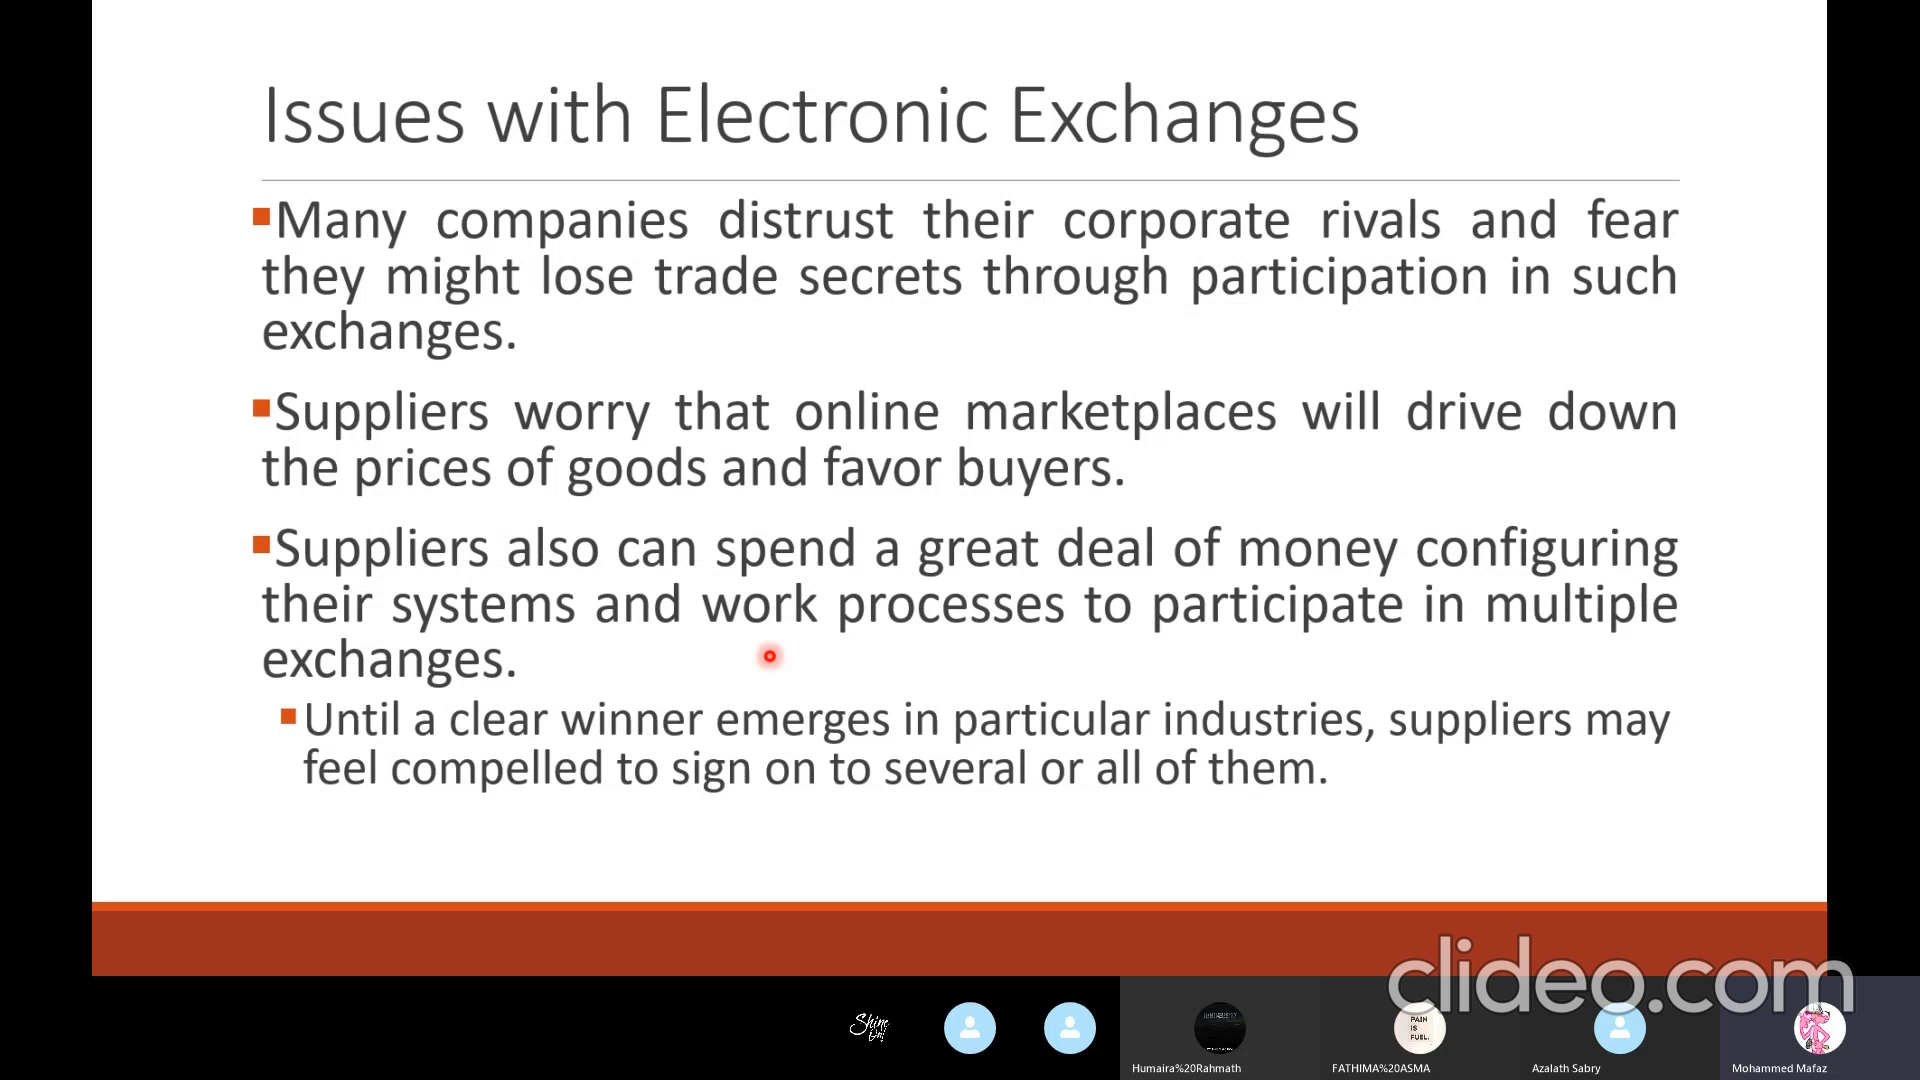 Issues with Electronic Exchanges
Many companies distrust their corporate rivals and fear
they might lose trade secrets through participation in such
exchanges.
Suppliers worry that online marketplaces will drive down
the prices of goods and favor buyers.
Suppliers also can spend a great deal of money configuring
their systems and work processes to participate in multiple
exchanges.
Until a clear winner emerges in particular industries, suppliers may
feel compelled to sign on to several or all of them.
clideo.com
Shine
PAIN
IS
FUEL.
Humaira%20Rahmath
FATHIMA%20ASMA
Azalath Sabry
Mohammed Mafaz